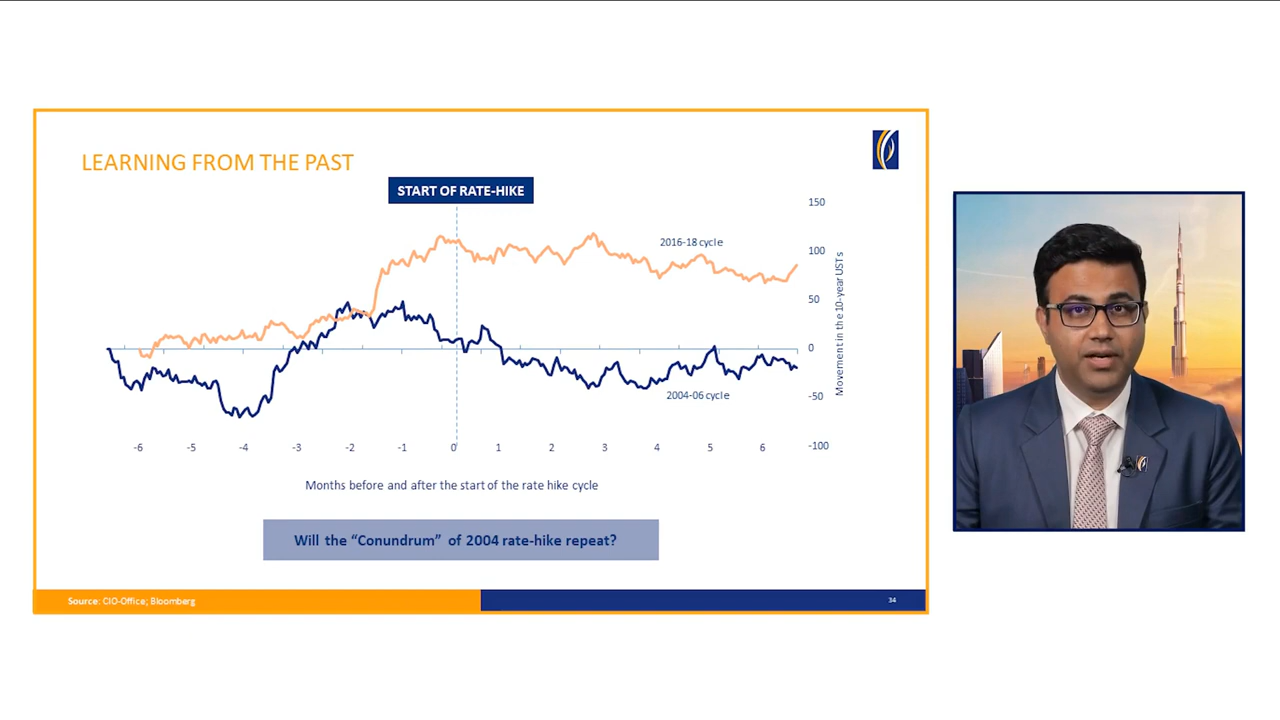 LEARNING FROM THE PAST
START OF RATE-HIKE
150
100
50
0
-50
-100
Movement in the 10-year USTs
2016-18 cycle
2004-06 cycle
-6 -5 -4 -3 -2 -1 0 1 2 3 4 5 6
Months before and after the start of the rate hike cycle
Will the “Conundrum” of 2004 rate-hike repeat?
Source: CIO-Office; Bloomberg
34